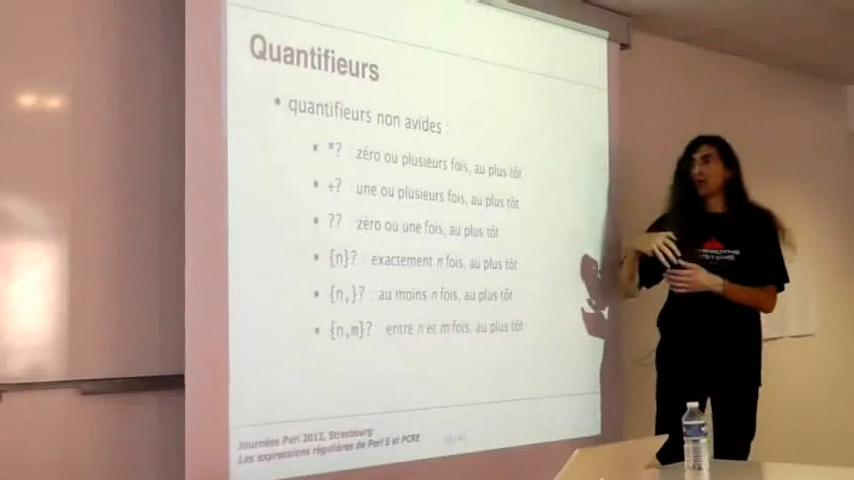 Quantifieurs
• quantifieurs non avides :
▪ *? zéro ou plusieurs fois, au plus tôt
▪ +? une ou plusieurs fois, au plus tôt
▪ ?? zéro ou une fois, au plus tôt
▪ {n}? exactement n fois, au plus tôt
▪ {n,}? au moins n fois, au plus tôt
▪ {n,m}? entre n et m fois, au plus tôt
Journées Perl 2012, Strasbourg
Les expressions régulières de Perl 5 et PCRE